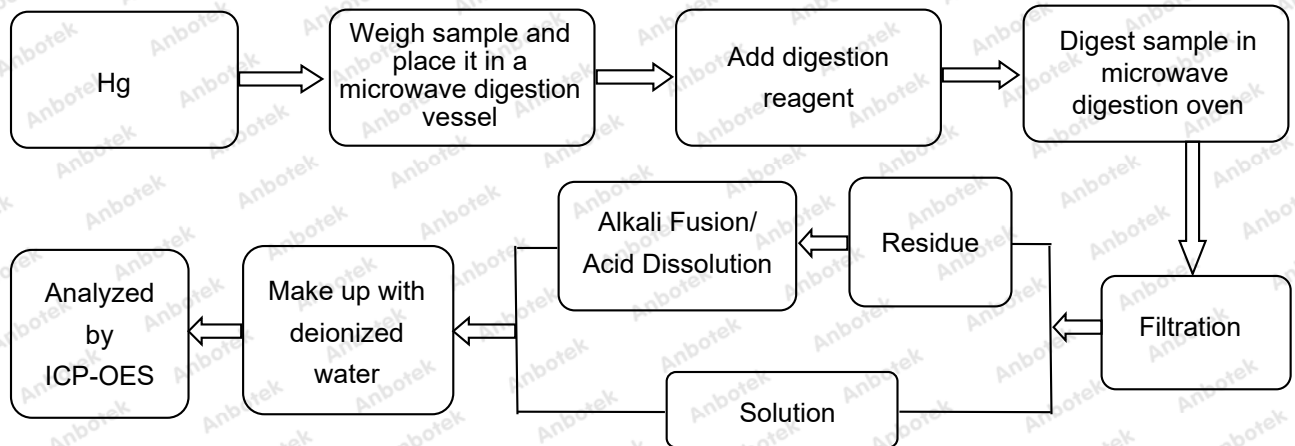 Hg
Weigh sample and
place it in a
microwave digestion
vessel
Add digestion
reagent
Digest sample in
microwave
digestion oven
Filtration
Residue
Alkali Fusion/
Acid Dissolution
Solution
Make up with
deionized
water
Analyzed
by
ICP-OES
Anbotek